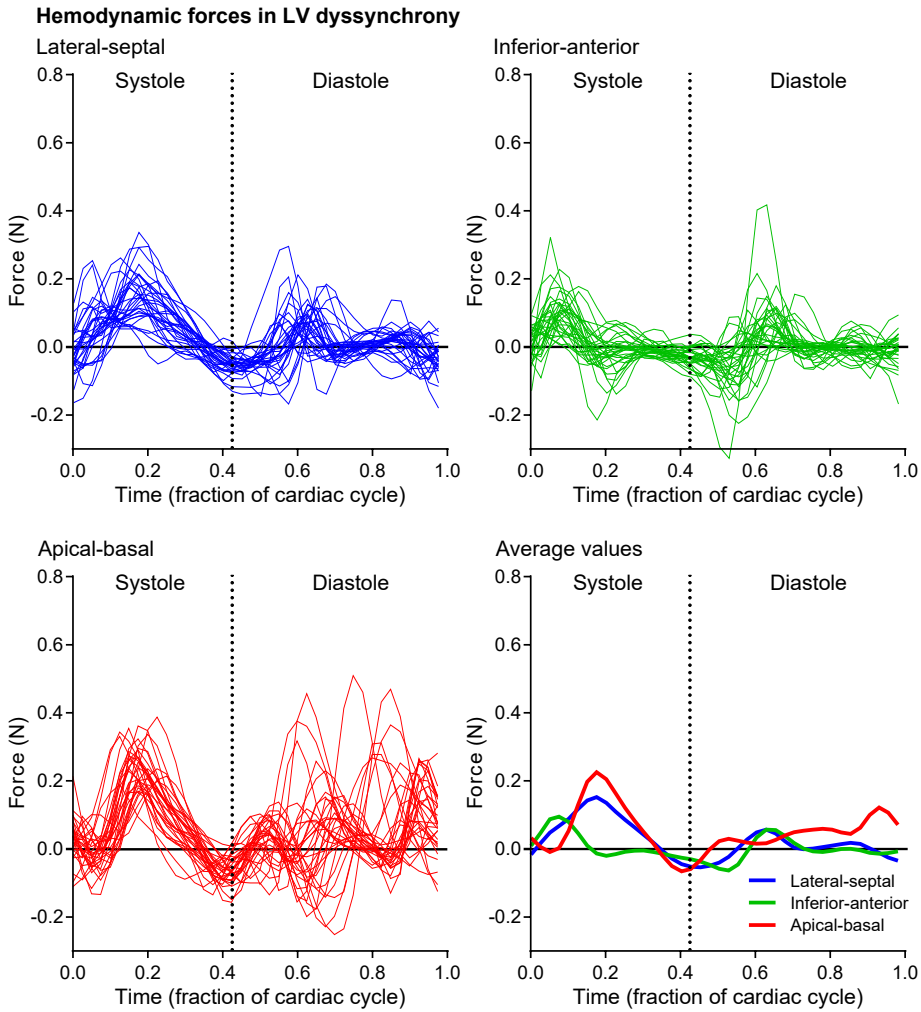 Hemodynamic forces in LV dyssynchrony
Lateral-septal
Systole Diastole
0.8
0.6
0.4
0.2
0.0
-0.2
Force (N)
0.0 0.2 0.4 0.6 0.8 1.0
Time (fraction of cardiac cycle)
Inferior-anterior
Systole Diastole
0.8
0.6
0.4
0.2
0.0
-0.2
Force (N)
0.0 0.2 0.4 0.6 0.8 1.0
Time (fraction of cardiac cycle)
Apical-basal
Systole Diastole
0.8
0.6
0.4
0.2
0.0
-0.2
Force (N)
0.0 0.2 0.4 0.6 0.8 1.0
Time (fraction of cardiac cycle)
Average values
Systole Diastole
0.8
0.6
0.4
0.2
0.0
-0.2
Force (N)
Lateral-septal
Inferior-anterior
Apical-basal
0.0 0.2 0.4 0.6 0.8 1.0
Time (fraction of cardiac cycle)